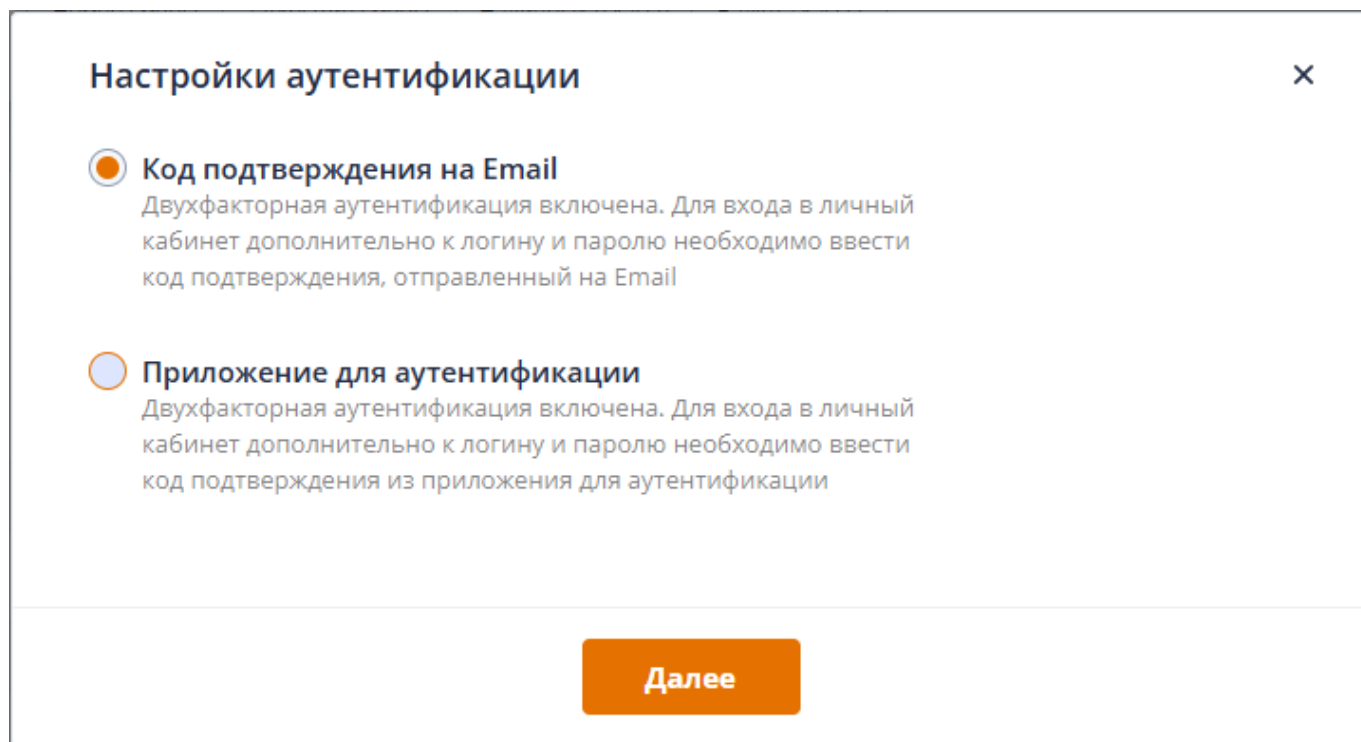 Настройки аутентификации
Код подтверждения на Email
Двухфакторная аутентификация включена. Для входа в личный
кабинет дополнительно к логину и паролю необходимо ввести
код подтверждения, отправленный на Email
Приложение для аутентификации
Двухфакторная аутентификация включена. Для входа в личный
кабинет дополнительно к логину и паролю необходимо ввести
код подтверждения из приложения для аутентификации
Далее